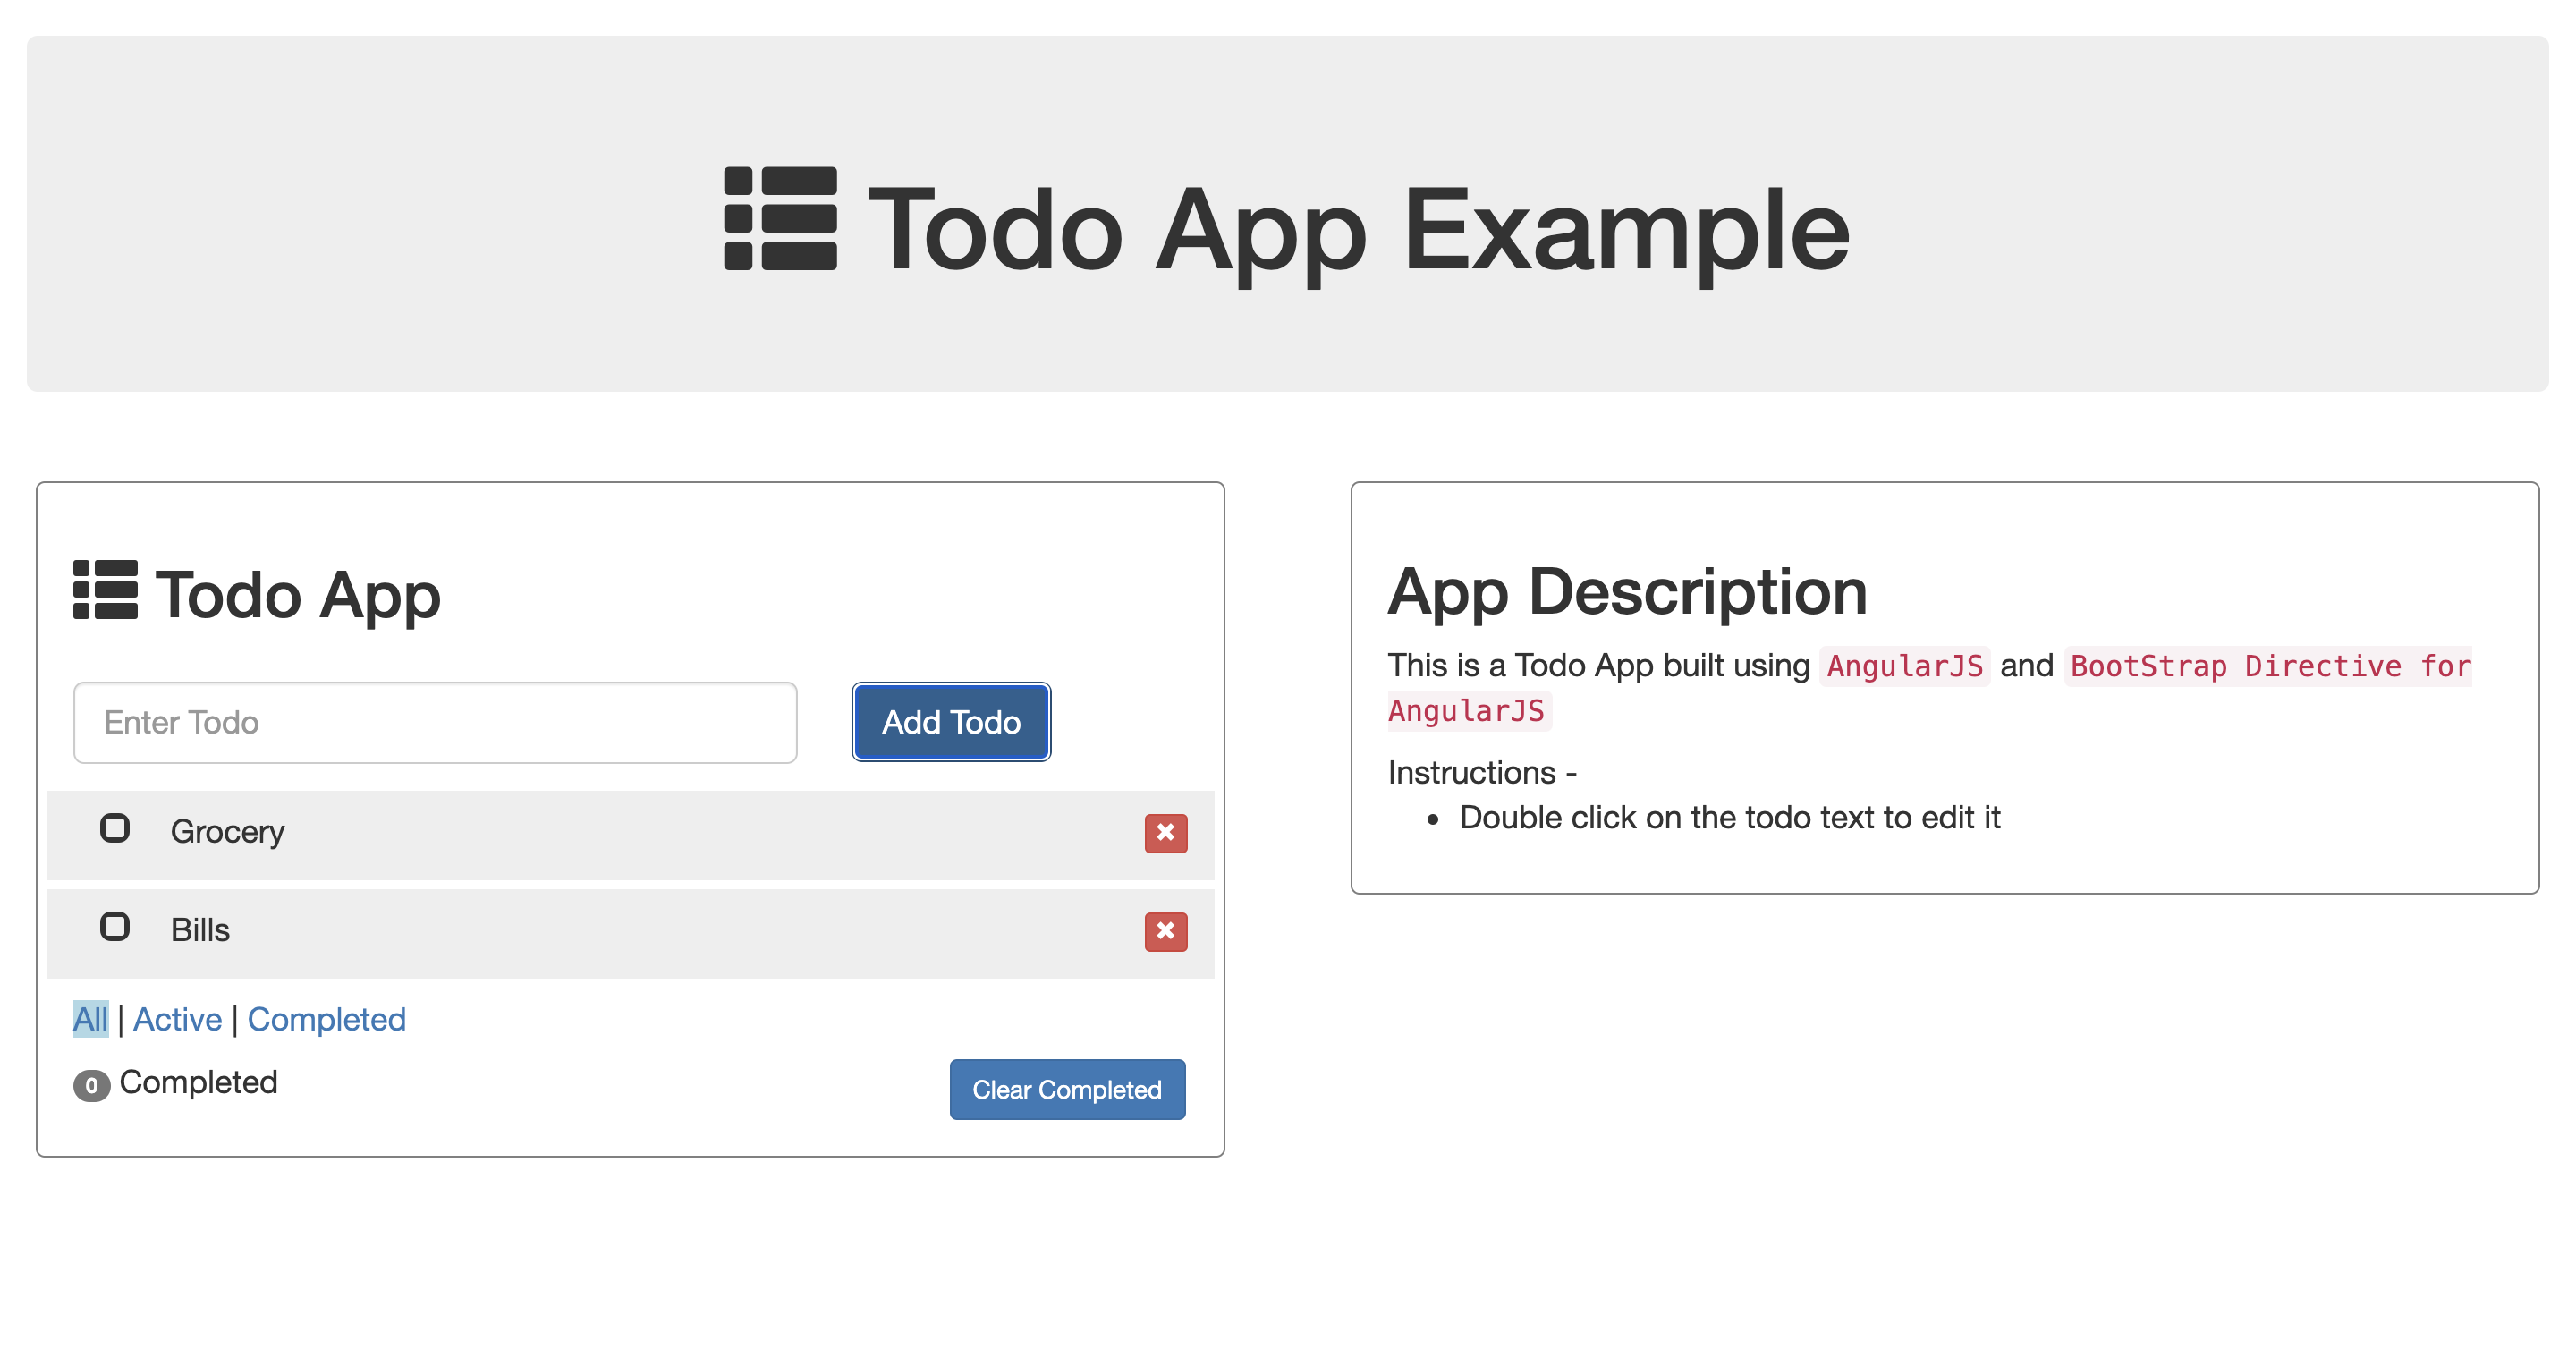 Todo App Example
Todo App
Enter Todo
Add Todo
Grocery
Bills
All | Active | Completed
0 Completed
Clear Completed
App Description
This is a Todo App built using AngularJS and BootStrap Directive for
AngularJS
Instructions -
• Double click on the todo text to edit it